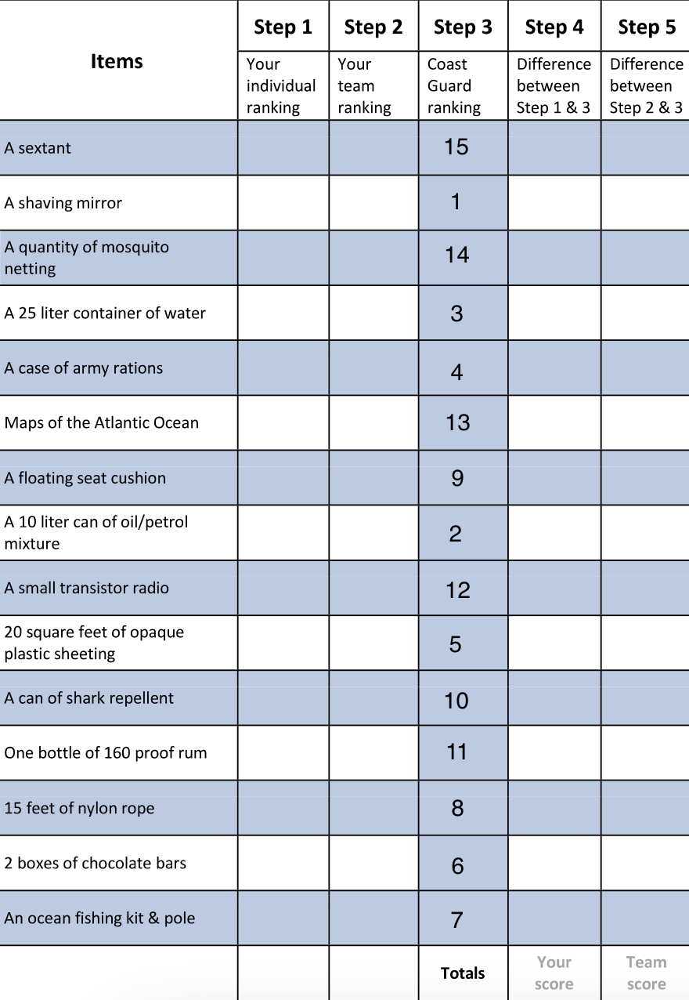 Items
Step 1
Step 2
Step 3
Step 4
Step 5
Your
individual
ranking
Your
team
ranking
Coast
Guard
ranking
Difference
between
Step 1 & 3
Difference
between
Step 2 & 3
A sextant
15
A shaving mirror
1
A quantity of mosquito
netting
14
A 25 liter container of water
3
A case of army rations
4
Maps of the Atlantic Ocean
13
A floating seat cushion
9
A 10 liter can of oil/petrol
mixture
2
A small transistor radio
12
20 square feet of opaque
plastic sheeting
5
A can of shark repellent
10
One bottle of 160 proof rum
11
15 feet of nylon rope
8
2 boxes of chocolate bars
6
An ocean fishing kit & pole
7
Totals
Your
score
Team
score